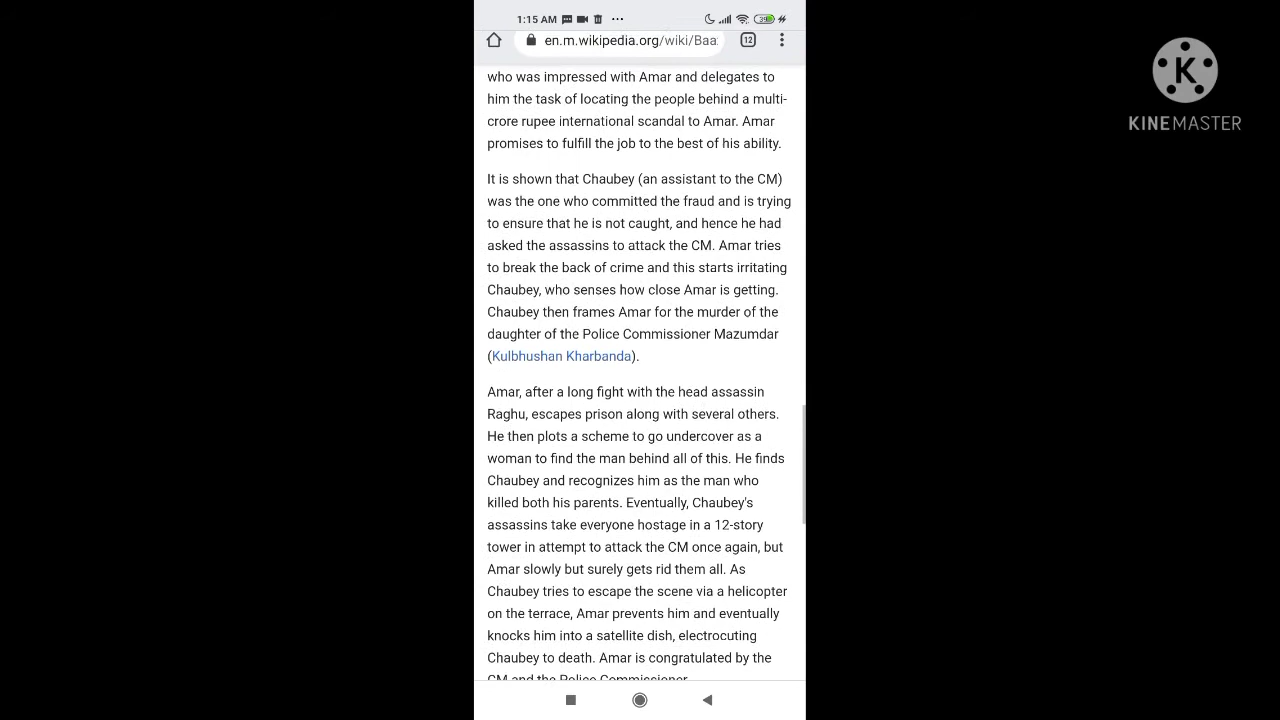 1:15 AM ... 39
en.m.wikipedia.org/wiki/Baa
12
who was impressed with Amar and delegates to
him the task of locating the people behind a multi-
crore rupee international scandal to Amar. Amar
promises to fulfill the job to the best of his ability.
It is shown that Chaubey (an assistant to the CM)
was the one who committed the fraud and is trying
to ensure that he is not caught, and hence he had
asked the assassins to attack the CM. Amar tries
to break the back of crime and this starts irritating
Chaubey, who senses how close Amar is getting.
Chaubey then frames Amar for the murder of the
daughter of the Police Commissioner Mazumdar
(Kulbhushan Kharbanda).
Amar, after a long fight with the head assassin
Raghu, escapes prison along with several others.
He then plots a scheme to go undercover as a
woman to find the man behind all of this. He finds
Chaubey and recognizes him as the man who
killed both his parents. Eventually, Chaubey's
assassins take everyone hostage in a 12-story
tower in attempt to attack the CM once again, but
Amar slowly but surely gets rid them all. As
Chaubey tries to escape the scene via a helicopter
on the terrace, Amar prevents him and eventually
knocks him into a satellite dish, electrocuting
Chaubey to death. Amar is congratulated by the
CM and the Police Commissioner
K
KINEMASTER